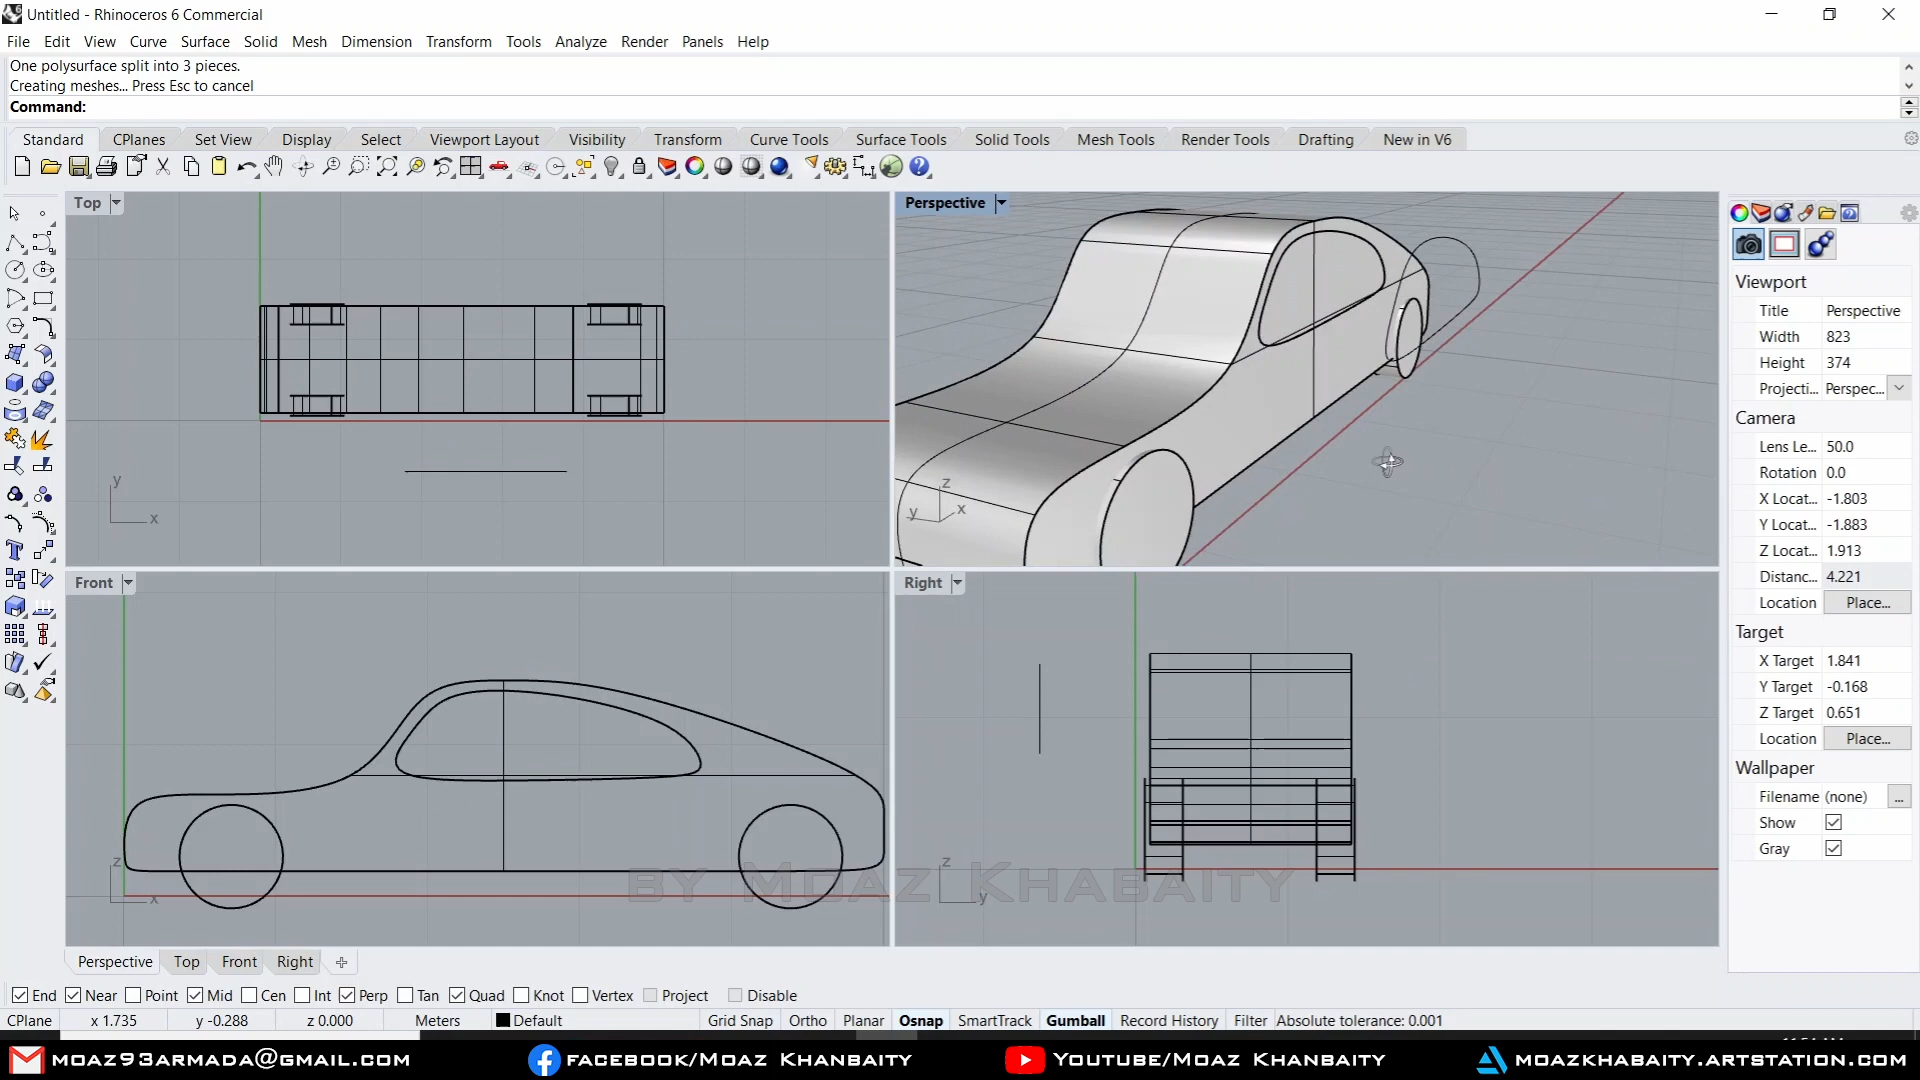 Untitled - Rhinoceros 6 Commercial
File Edit View Curve Surface Solid Mesh Dimension Transform Tools Analyze Render Panels Help
One polysurface split into 3 pieces.
Creating meshes... Press Esc to cancel
Command:
Standard CPlanes Set View Display Select Viewport Layout Visibility Transform Curve Tools Surface Tools Solid Tools Mesh Tools Render Tools Drafting New in V6
Top
y
x
Perspective
z
y
x
Front
z
x
Right
z
y
BY MOAZ KHABAITY
Viewport
Title Perspective
Width 823
Height 374
Projecti... Perspec...
Camera
Lens Le... 50.0
Rotation 0.0
X Locat... -1.803
Y Locat... -1.883
Z Locat... 1.913
Distanc... 4.221
Location Place...
Target
X Target 1.841
Y Target -0.168
Z Target 0.651
Location Place...
Wallpaper
Filename (none) ...
Show
Gray
Perspective Top Front Right
End Near Point Mid Cen Int Perp Tan Quad Knot Vertex Project Disable
CPlane x 1.735 y -0.288 z 0.000 Meters Default Grid Snap Ortho Planar Osnap SmartTrack Gumball Record History Filter Absolute tolerance: 0.001
MOAZ93ARMADA@GMAIL.COM FACEBOOK/MOAZ KHANBAITY YOUTUBE/MOAZ KHANBAITY MOAZKHABAITY.ARTSTATION.COM